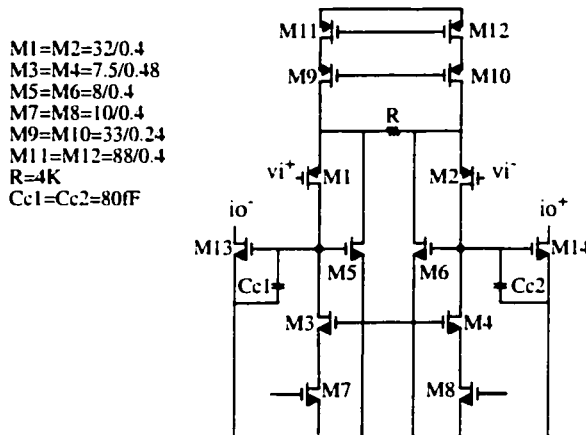 M1=M2=32/0.4
M3=M4=7.5/0.48
M5=M6=8/0.4
M7=M8=10/0.4
M9=M10=33/0.24
M11=M12=88/0.4
R=4K
Cc1=Cc2=80fF
M11
M12
M9
M10
R
vi+
M1
M2
vi-
io-
io+
M13
M5
M6
M14
Cc1
Cc2
M3
M4
M7
M8